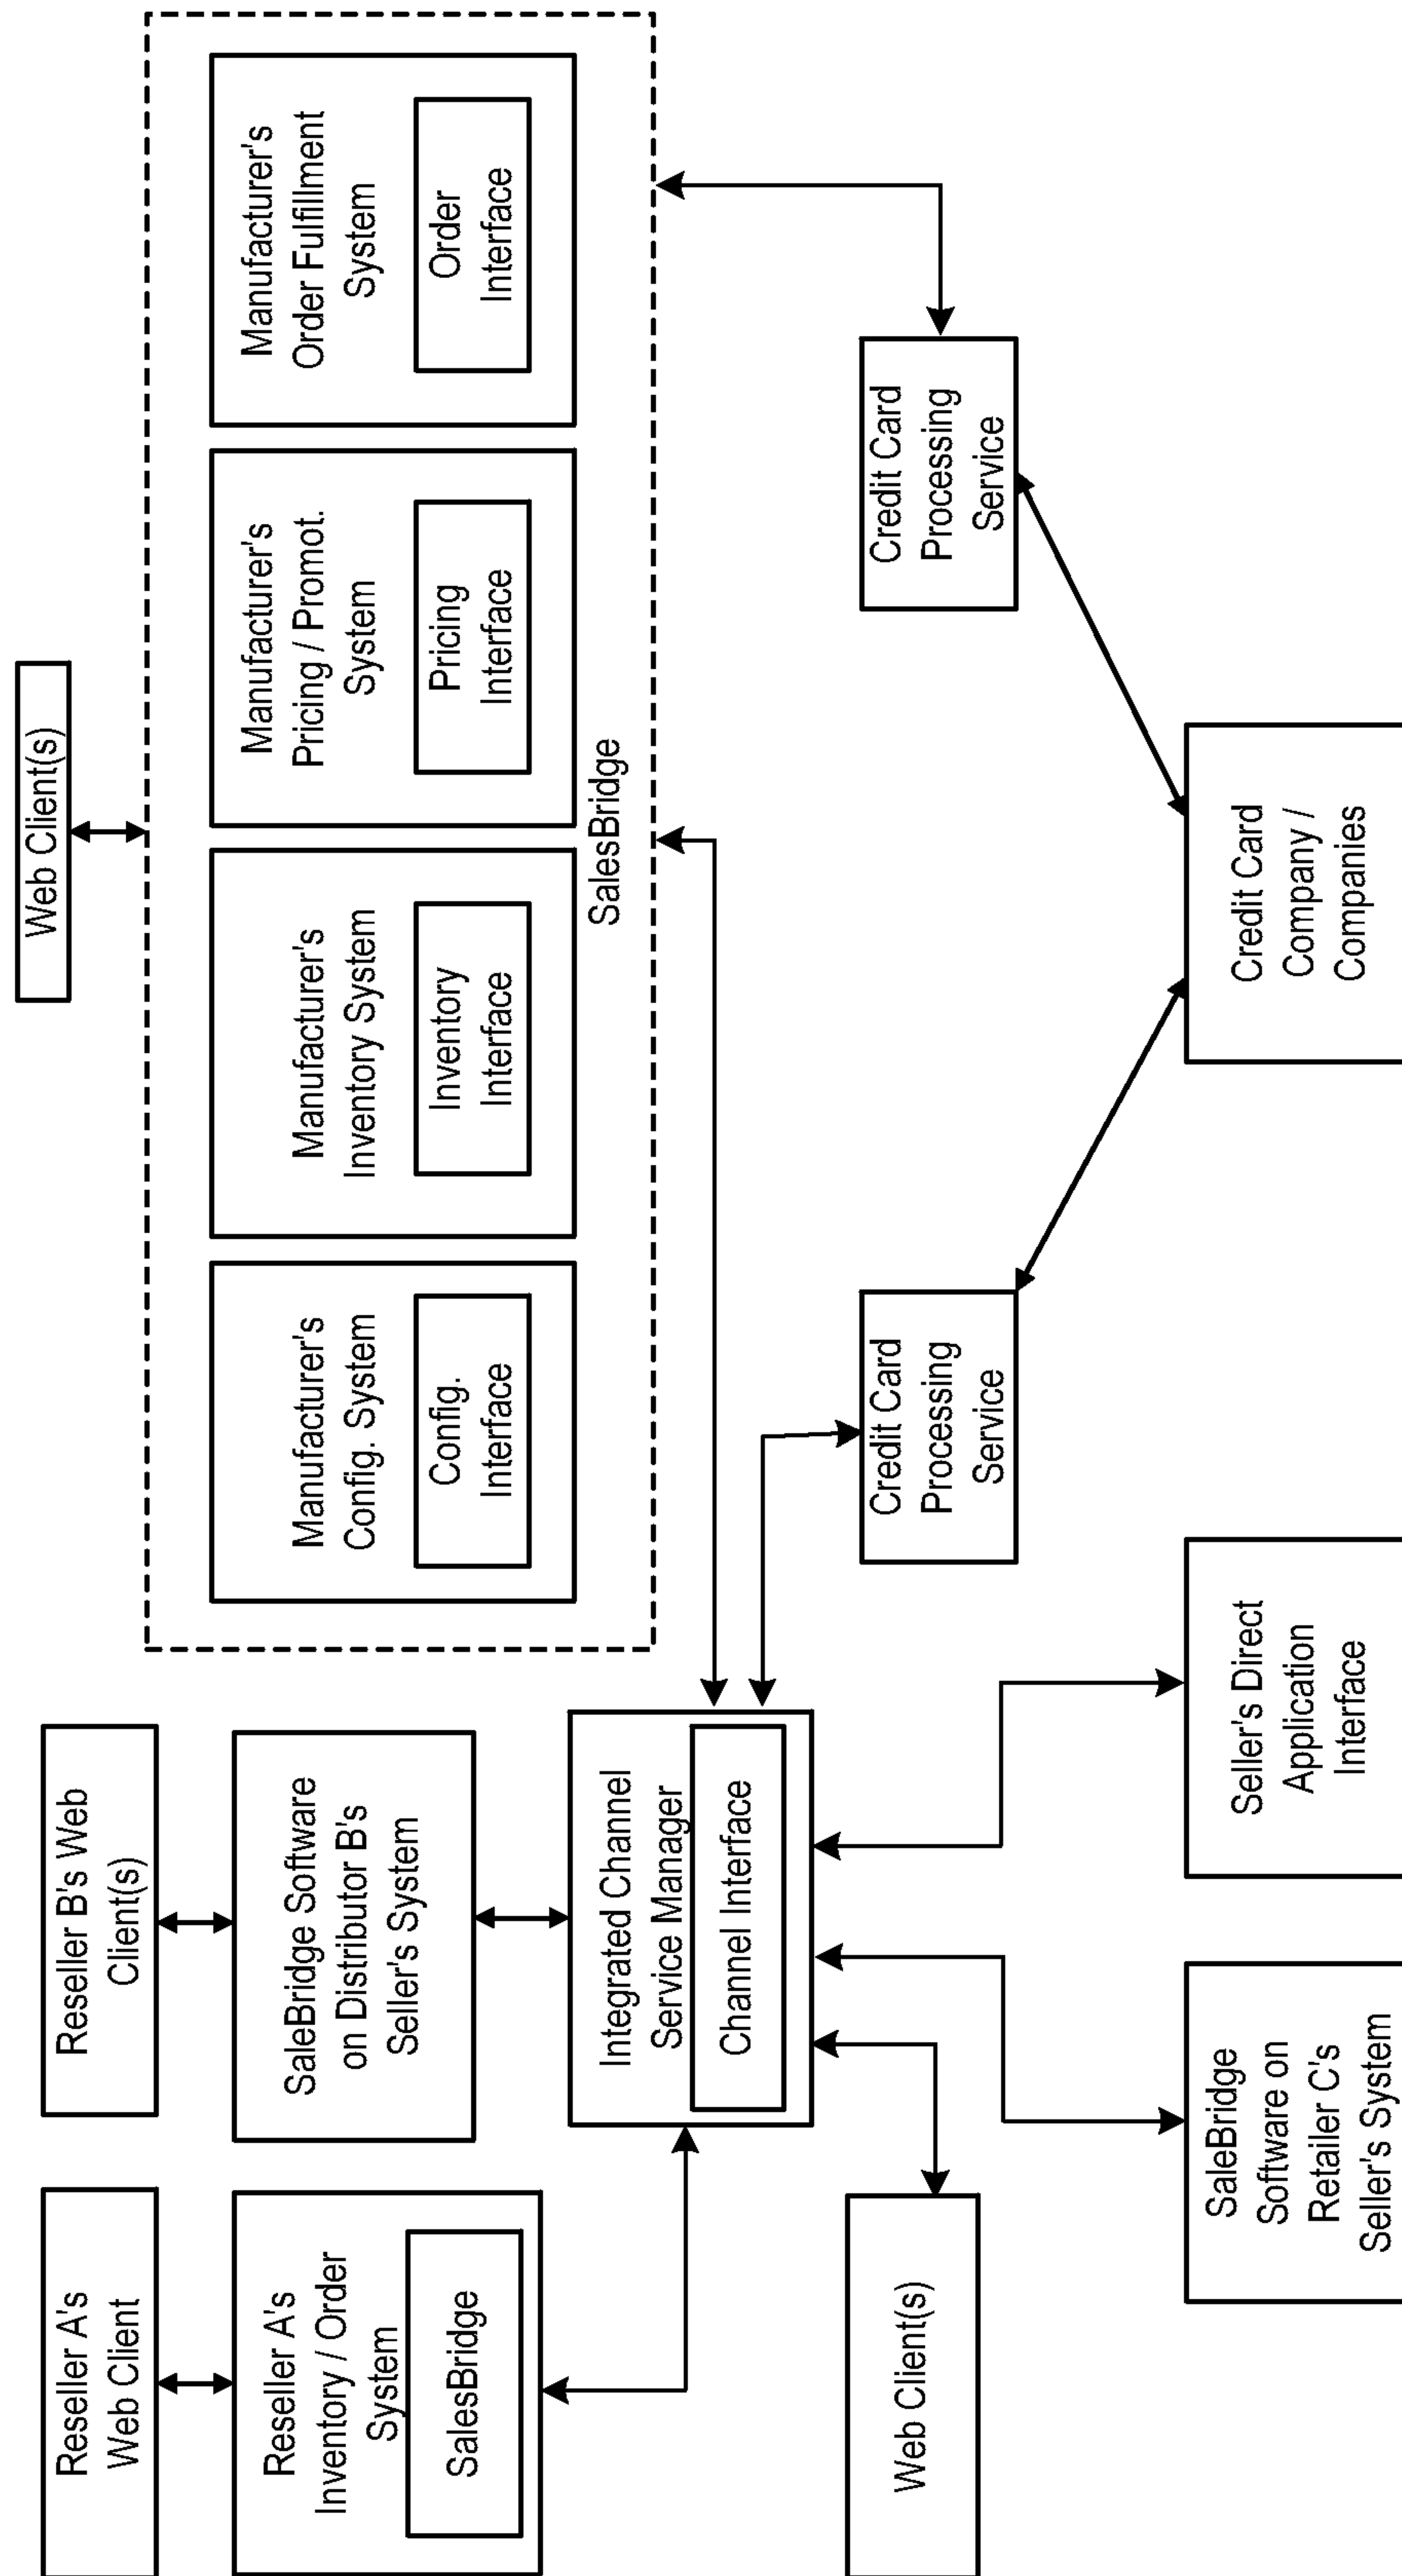 Reseller A's
Web Client
Reseller B's Web
Client(s)
Web Client(s)
Reseller A's
Inventory / Order
System
SalesBridge
SaleBridge Software
on Distributor B's
Seller's System
Manufacturer's
Config. System
Config.
Interface
Manufacturer's
Inventory System
Inventory
Interface
Manufacturer's
Pricing / Promot.
System
Pricing
Interface
Manufacturer's
Order Fulfillment
System
Order
Interface
SalesBridge
Integrated Channel
Service Manager
Channel Interface
Web Client(s)
Credit Card
Processing
Service
Credit Card
Processing
Service
SaleBridge
Software on
Retailer C's
Seller's System
Seller's Direct
Application
Interface
Credit Card
Company /
Companies